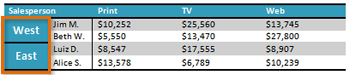 Salesperson Print TV Web
West Jim M. $10,252 $25,560 $13,745
Beth W. $5,550 $13,470 $27,800
East Luiz D. $8,547 $17,555 $8,907
Alice S. $13,578 $6,789 $10,239